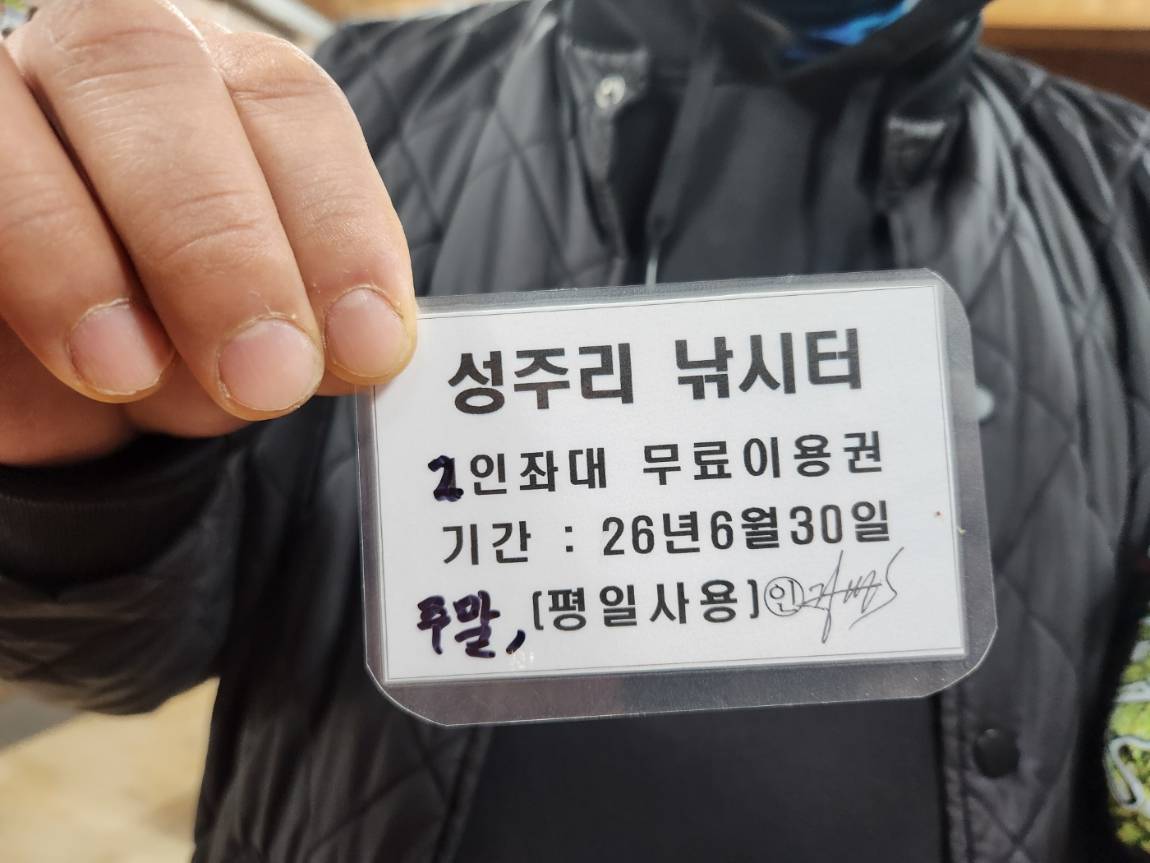 성주리 낚시터
2인좌대 무료이용권
기간 : 26년6월30일
주말, [평일사용] ㊞